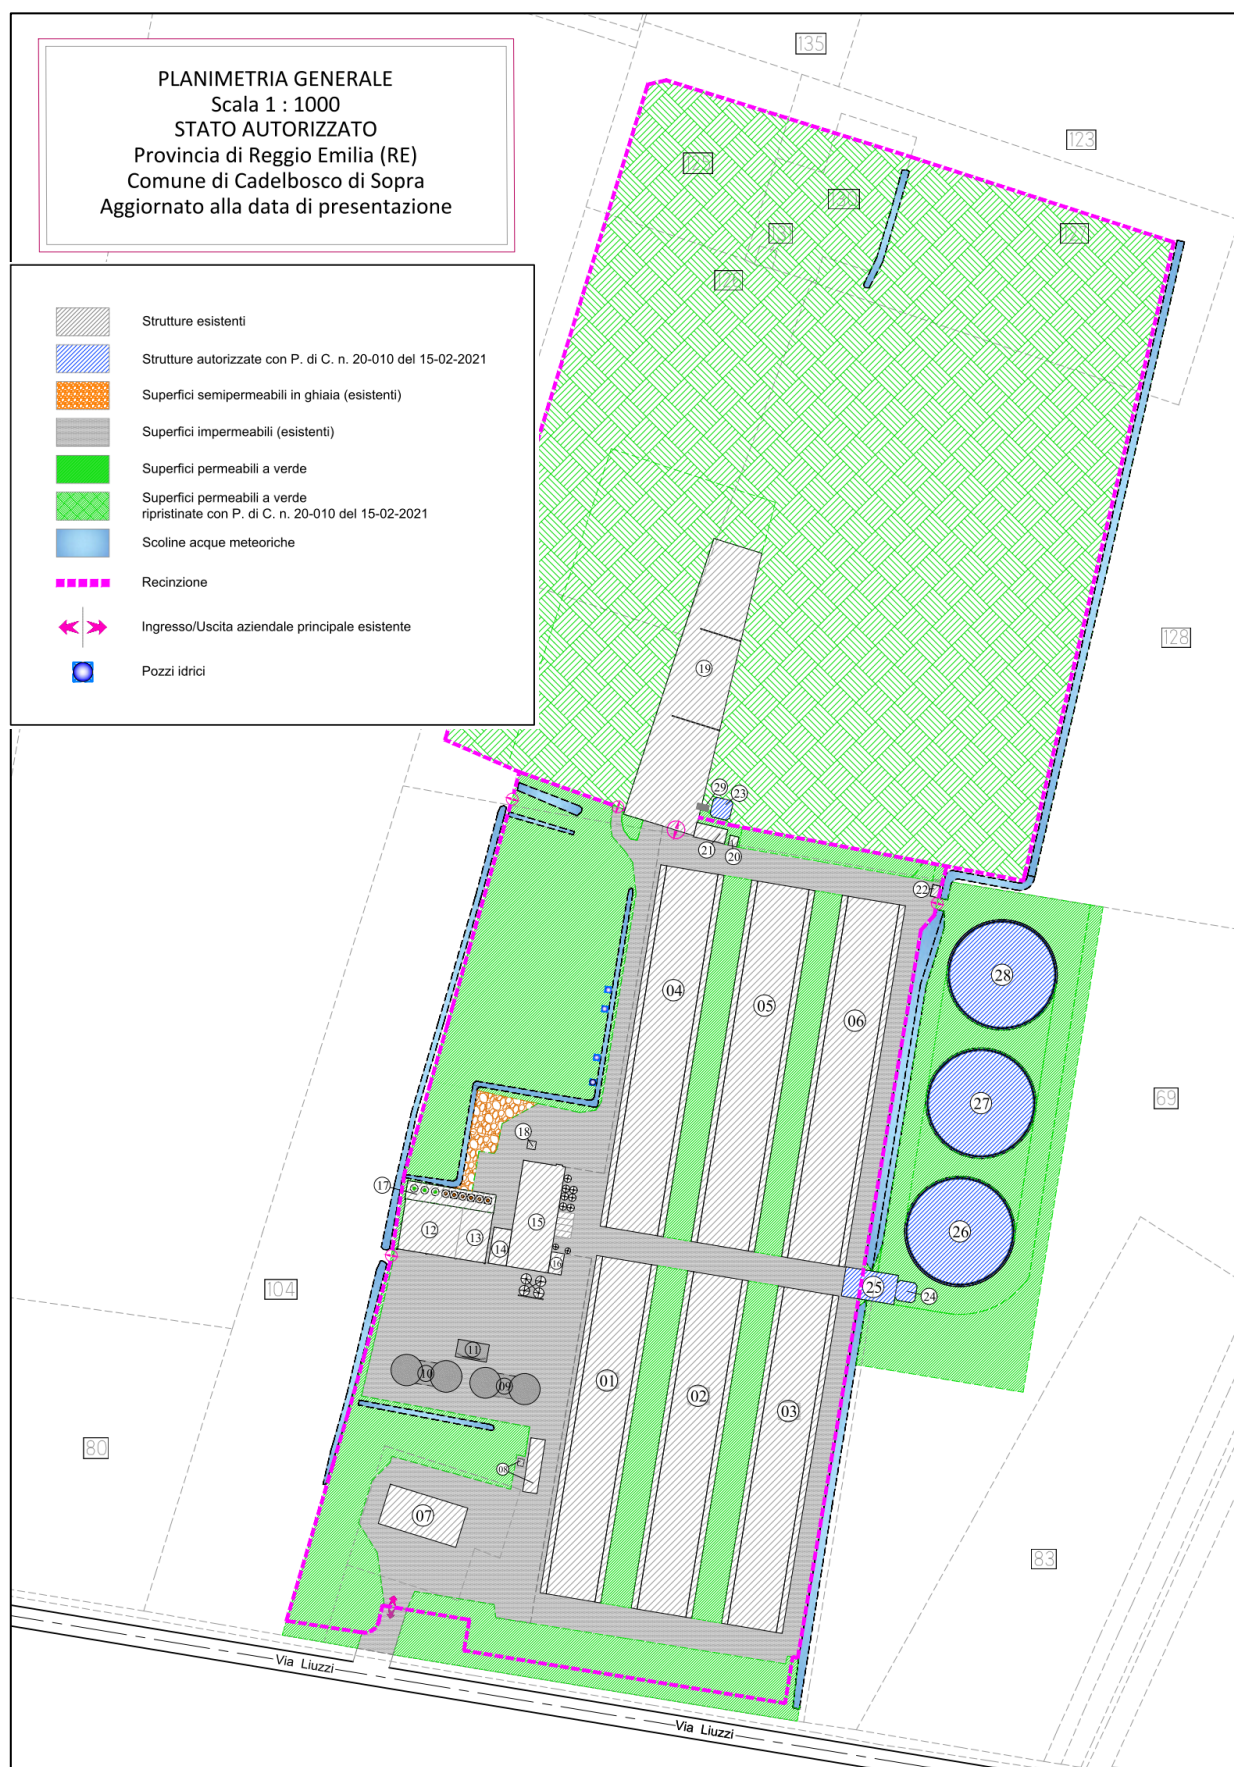 PLANIMETRIA GENERALE
Scala 1 : 1000
STATO AUTORIZZATO
Provincia di Reggio Emilia (RE)
Comune di Cadelbosco di Sopra
Aggiornato alla data di presentazione
Strutture esistenti
Strutture autorizzate con P. di C. n. 20-010 del 15-02-2021
Superfici semipermeabili in ghiaia (esistenti)
Superfici impermeabili (esistenti)
Superfici permeabili a verde
Superfici permeabili a verde
ripristinate con P. di C. n. 20-010 del 15-02-2021
Scoline acque meteoriche
Recinzione
Ingresso/Uscita aziendale principale esistente
Pozzi idrici
135
123
126
128
19
29
23
21
20
22
28
04
05
06
27
69
18
17
12
13
14
15
16
26
25
24
104
11
10
09
01
02
03
80
08
07
83
Via Liuzzi
Via Liuzzi